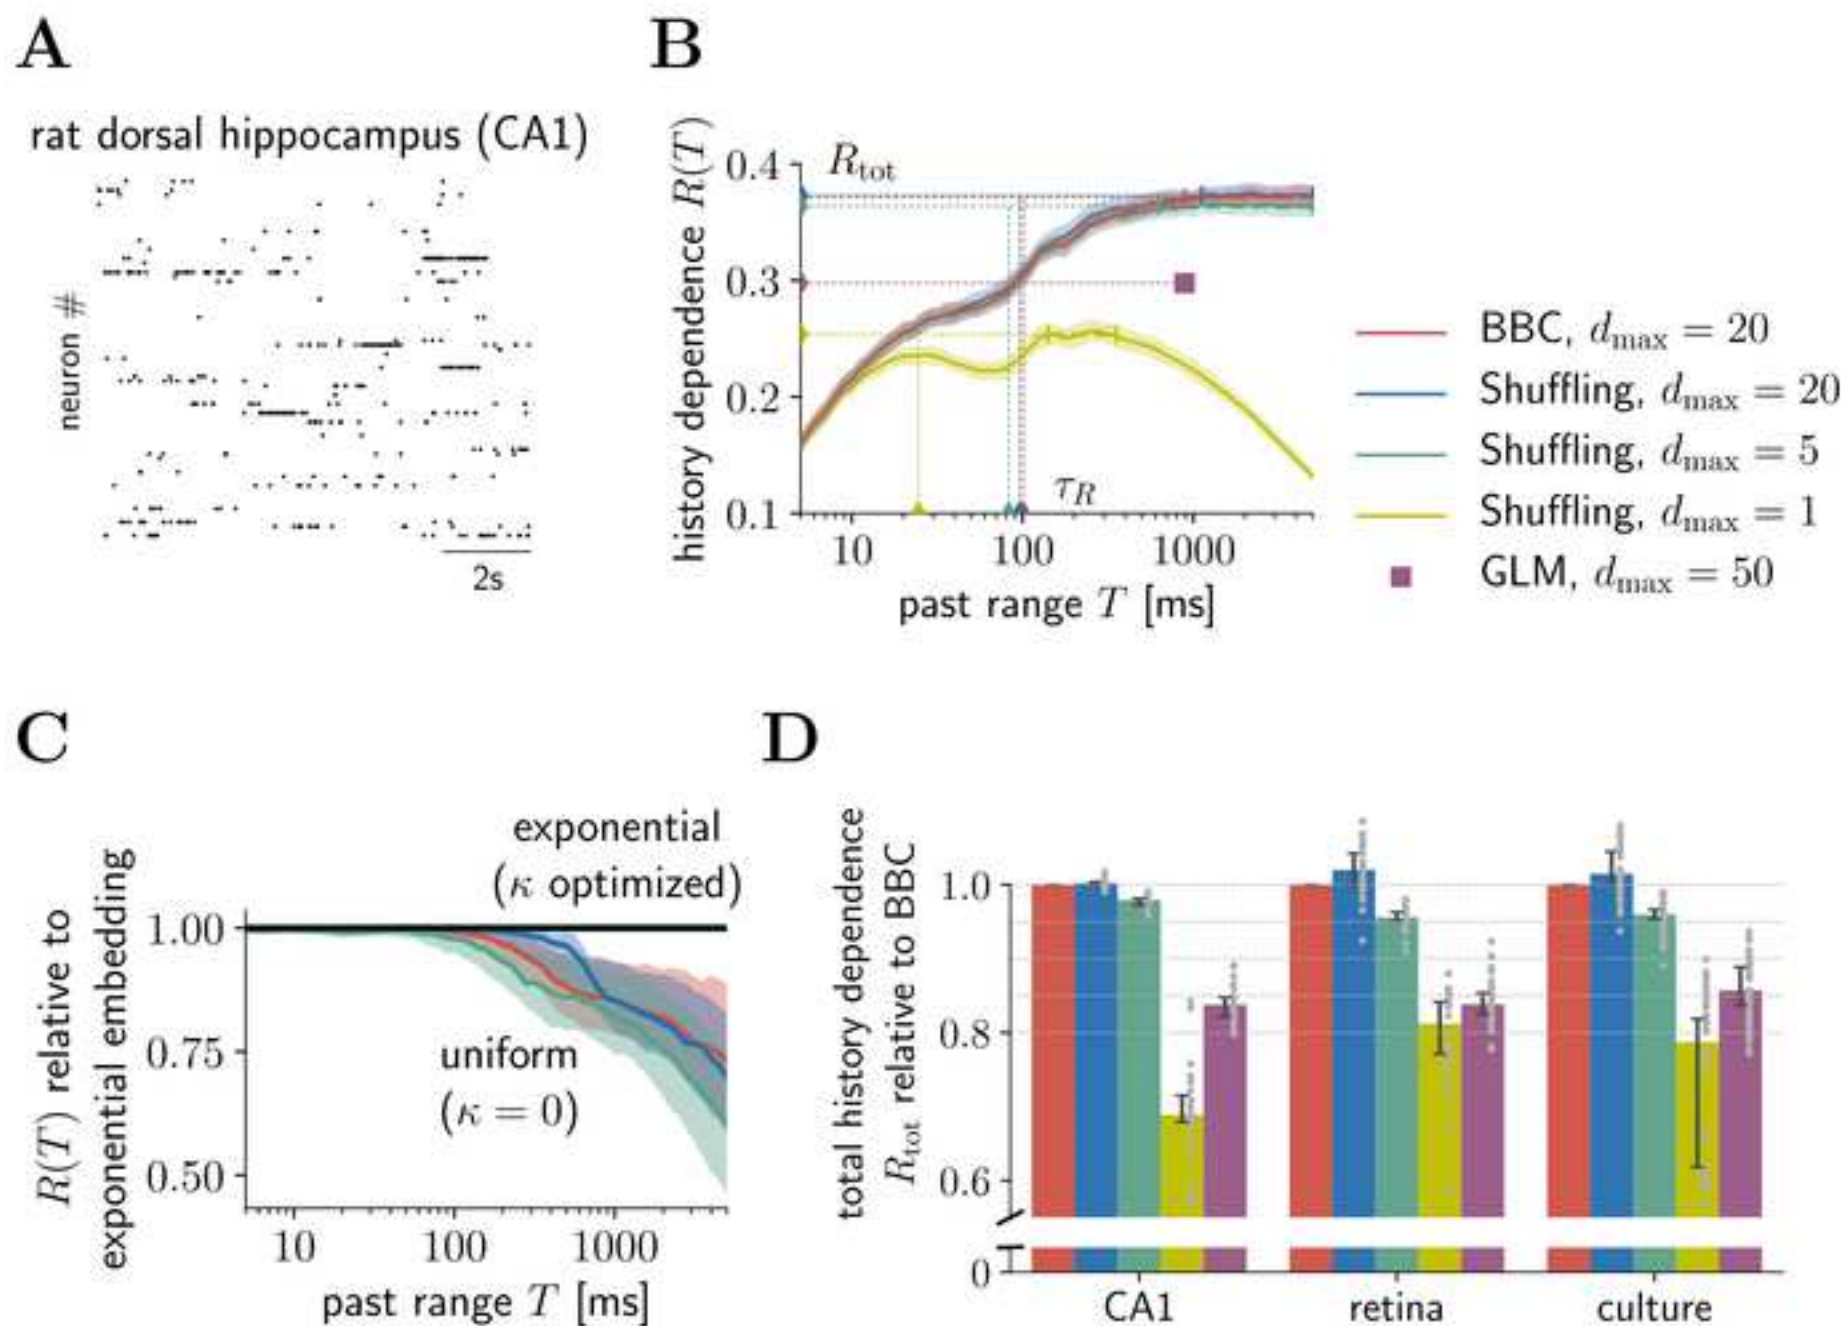 A
rat dorsal hippocampus (CA1)
neuron #
2s
B
history dependence R(T)
0.4
0.3
0.2
0.1
R_tot
τ_R
10
100
1000
past range T [ms]
BBC, d_max = 20
Shuffling, d_max = 20
Shuffling, d_max = 5
Shuffling, d_max = 1
GLM, d_max = 50
C
R(T) relative to
exponential embedding
1.00
0.75
0.50
exponential
(κ optimized)
uniform
(κ = 0)
10
100
1000
past range T [ms]
D
total history dependence
R_tot relative to BBC
1.0
0.8
0.6
0
CA1
retina
culture